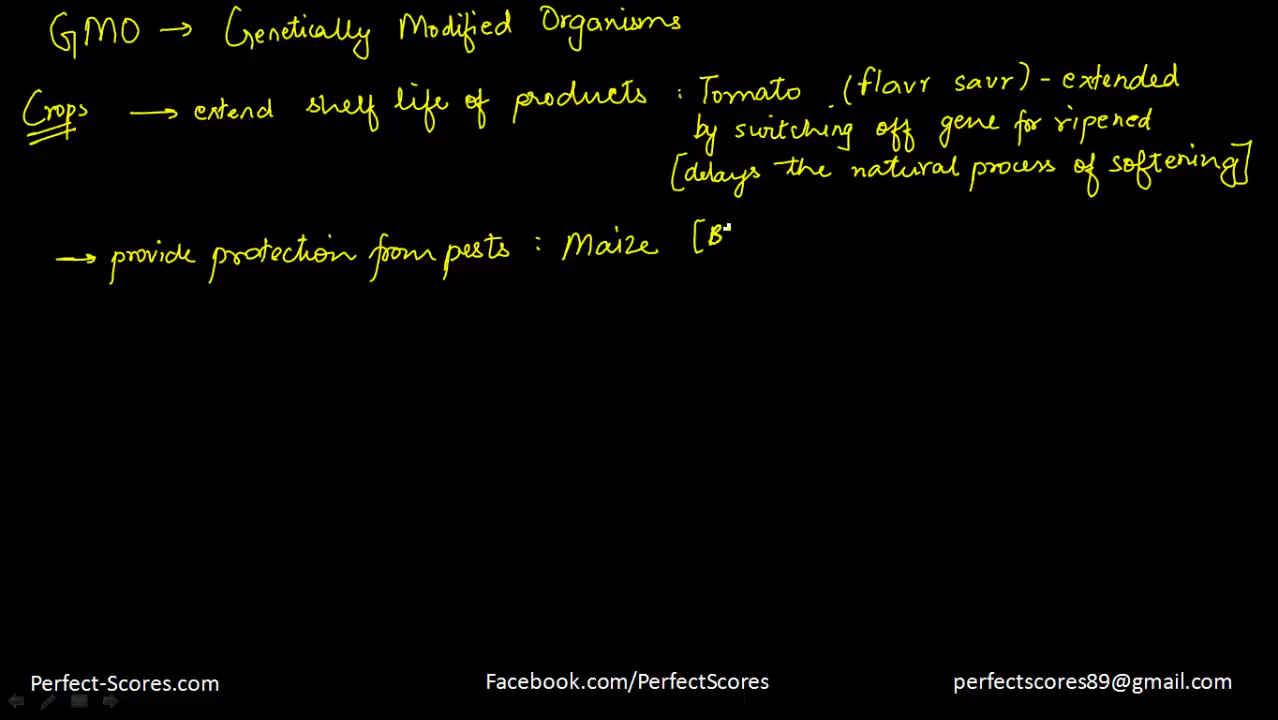 GMO → Genetically Modified Organisms
Crops → extend shelf life of products : Tomato (flavr savr) - extended
by switching off gene for ripened
[delays the natural process of softening]
→ provide protection from pests : Maize [B
Perfect-Scores.com Facebook.com/PerfectScores perfectscores89@gmail.com